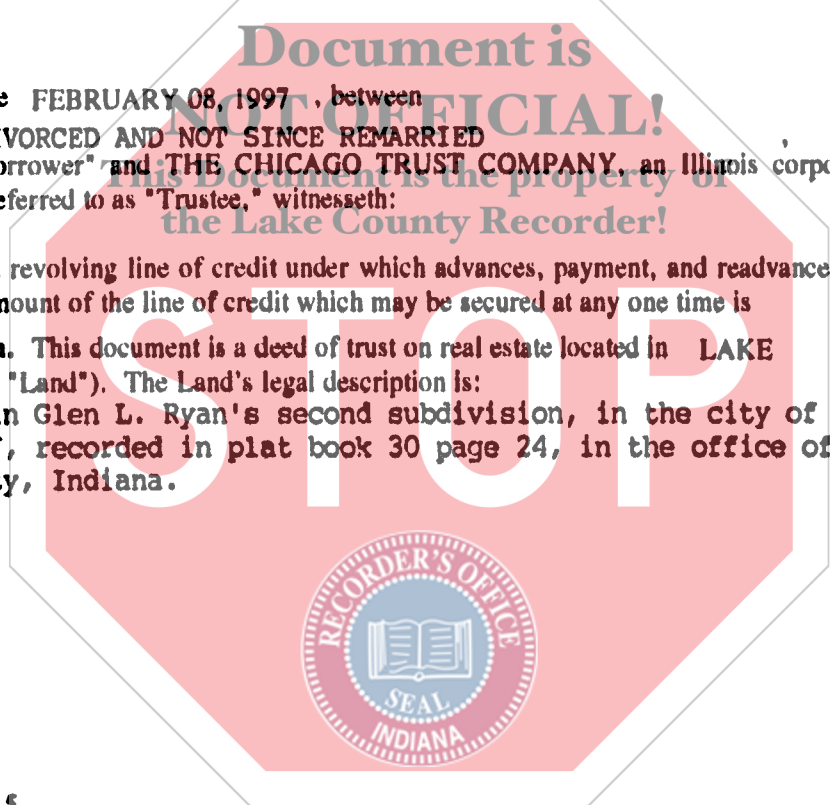 Document is
NOT OFFICIAL!
This Document is the property of
the Lake County Recorder!
e FEBRUARY 08, 1997 , between
IVORCED AND NOT SINCE REMARRIED ,
orrower" and THE CHICAGO TRUST COMPANY, an Illinois corpo
eferred to as "Trustee," witnesseth:
revolving line of credit under which advances, payment, and readvance
mount of the line of credit which may be secured at any one time is
n. This document is a deed of trust on real estate located in LAKE
"Land"). The Land's legal description is:
in Glen L. Ryan's second subdivision, in the city of
, recorded in plat book 30 page 24, in the office of
y, Indiana.
STOP
RECORDER'S OFFICE
SEAL
INDIANA